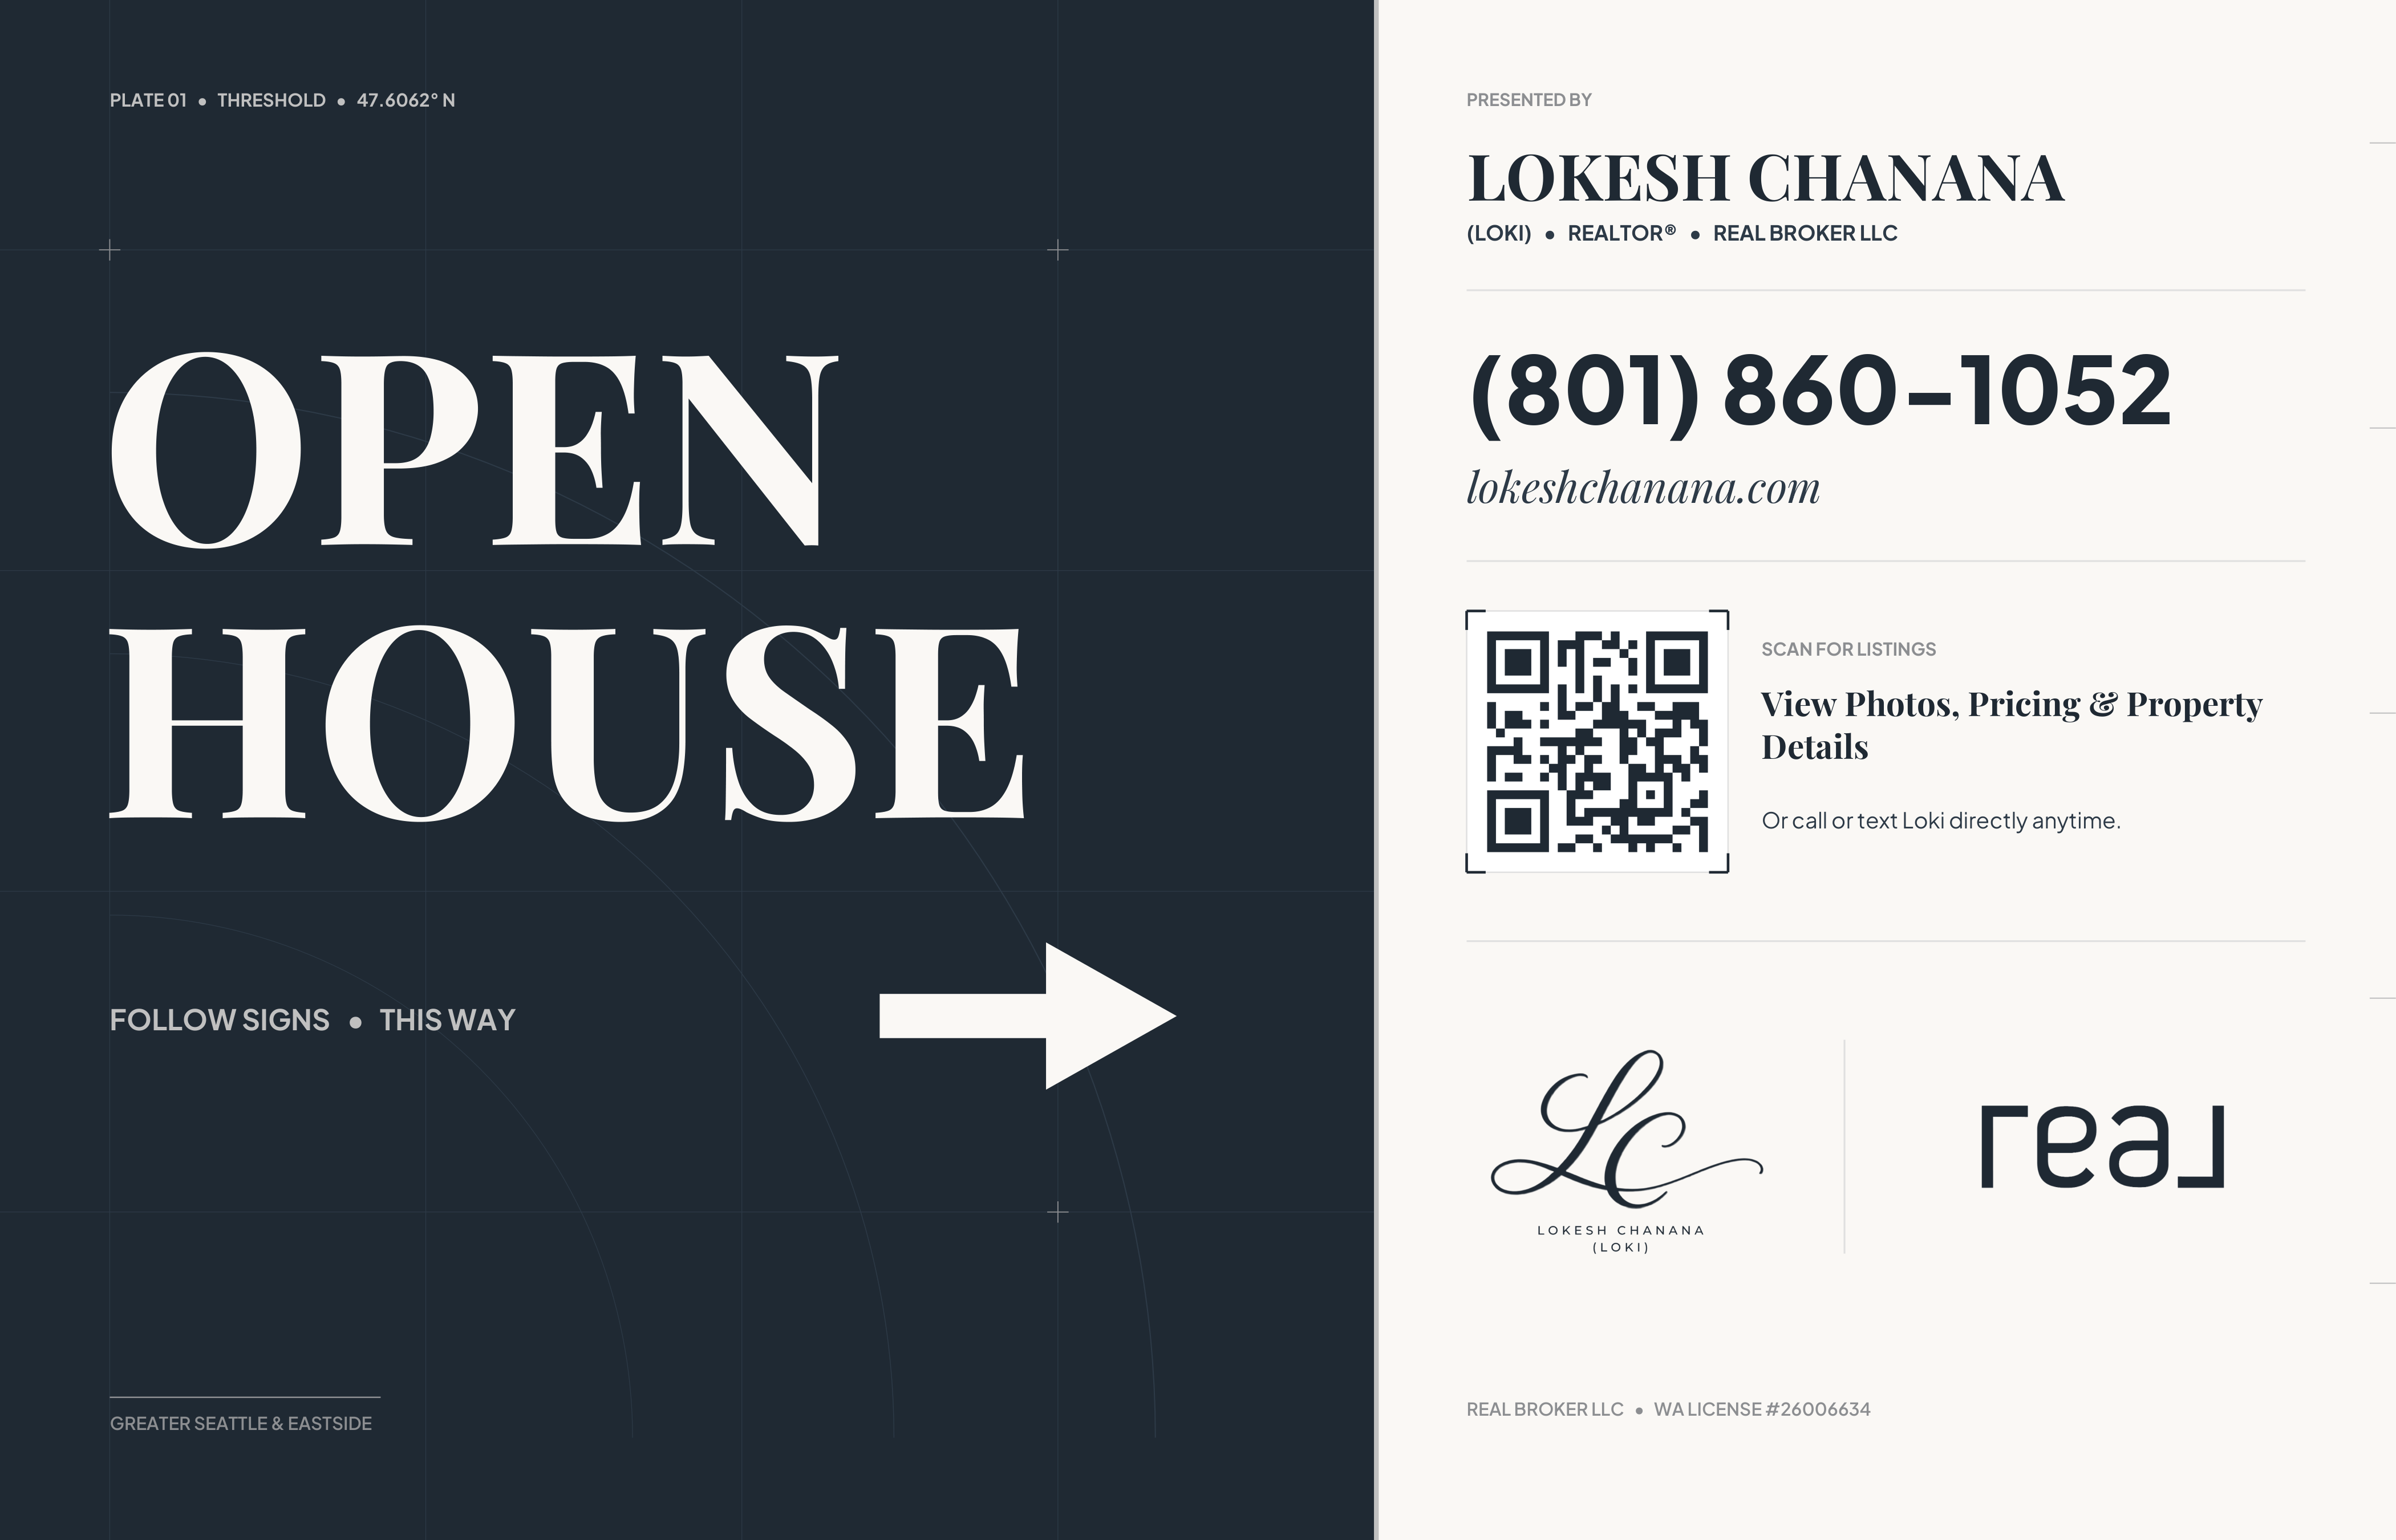 PLATE 01 • THRESHOLD • 47.6062° N
OPEN
HOUSE
FOLLOW SIGNS • THIS WAY
GREATER SEATTLE & EASTSIDE
PRESENTED BY
LOKESH CHANANA
(LOKI) • REALTOR® • REAL BROKER LLC
(801) 860-1052
lokeshchanana.com
SCAN FOR LISTINGS
View Photos, Pricing & Property
Details
Or call or text Loki directly anytime.
LC
LOKESH CHANANA
(LOKI)
real
REAL BROKER LLC • WA LICENSE #26006634